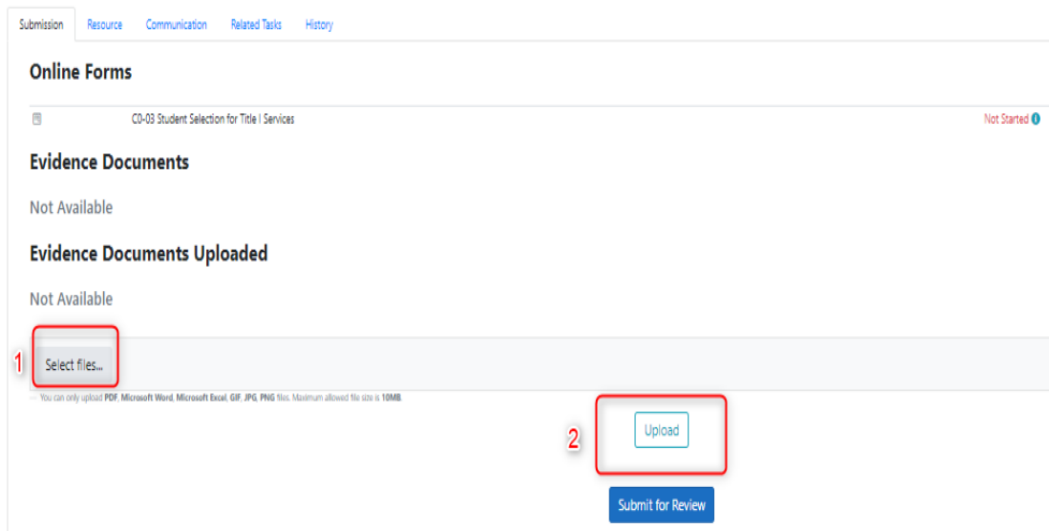 Submission Resource Communication Related Tasks History
Online Forms
C0-03 Student Selection for Title I Services Not Started
Evidence Documents
Not Available
Evidence Documents Uploaded
Not Available
1 Select files...
You can only upload PDF, Microsoft Word, Microsoft Excel, GIF, JPG, PNG files. Maximum allowed file size is 10MB.
2 Upload
Submit for Review